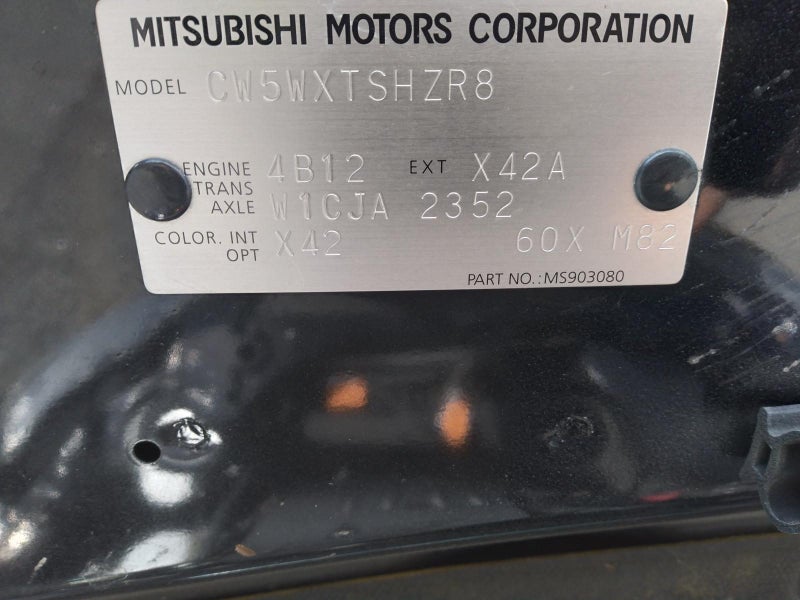 MITSUBISHI MOTORS CORPORATION
MODEL CW5WXTSHZR8
ENGINE 4B12 EXT X42A
TRANS AXLE W1CJA 2352
COLOR. INT OPT X42 60X M82
PART NO.:MS903080